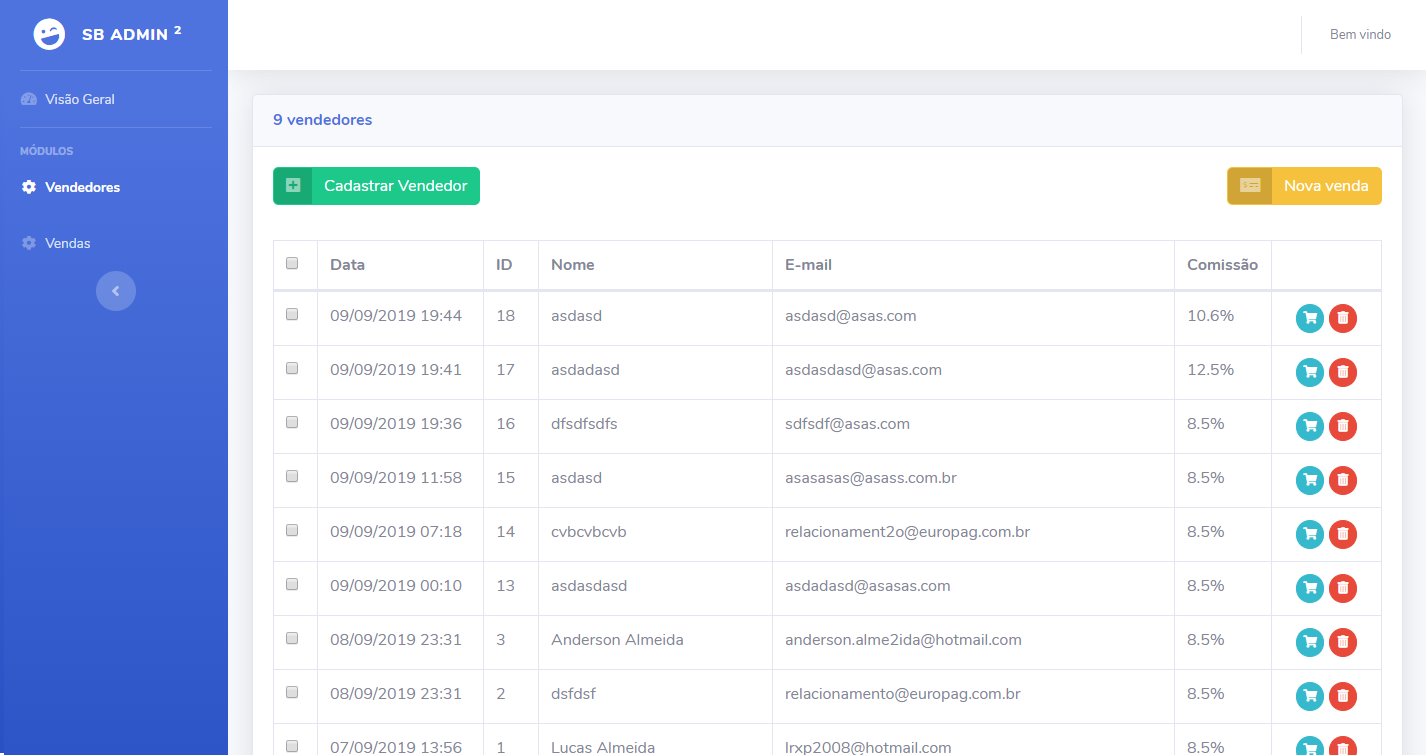 SB ADMIN 2
Bem vindo
Visão Geral
MÓDULOS
Vendedores
Vendas
9 vendedores
Cadastrar Vendedor
Nova venda
Data ID Nome E-mail Comissão
09/09/2019 19:44 18 asdasd asdasd@asas.com 10.6%
09/09/2019 19:41 17 asdadasd asdasdasd@asas.com 12.5%
09/09/2019 19:36 16 dfsdfsdfs sdfsdf@asas.com 8.5%
09/09/2019 11:58 15 asdasd asasasas@asass.com.br 8.5%
09/09/2019 07:18 14 cvbcvbcvb relacionament2o@europag.com.br 8.5%
09/09/2019 00:10 13 asdasdasd asdadasd@asasas.com 8.5%
08/09/2019 23:31 3 Anderson Almeida anderson.alme2ida@hotmail.com 8.5%
08/09/2019 23:31 2 dsfdsf relacionamento@europag.com.br 8.5%
07/09/2019 13:56 1 Lucas Almeida lrxp2008@hotmail.com 8.5%